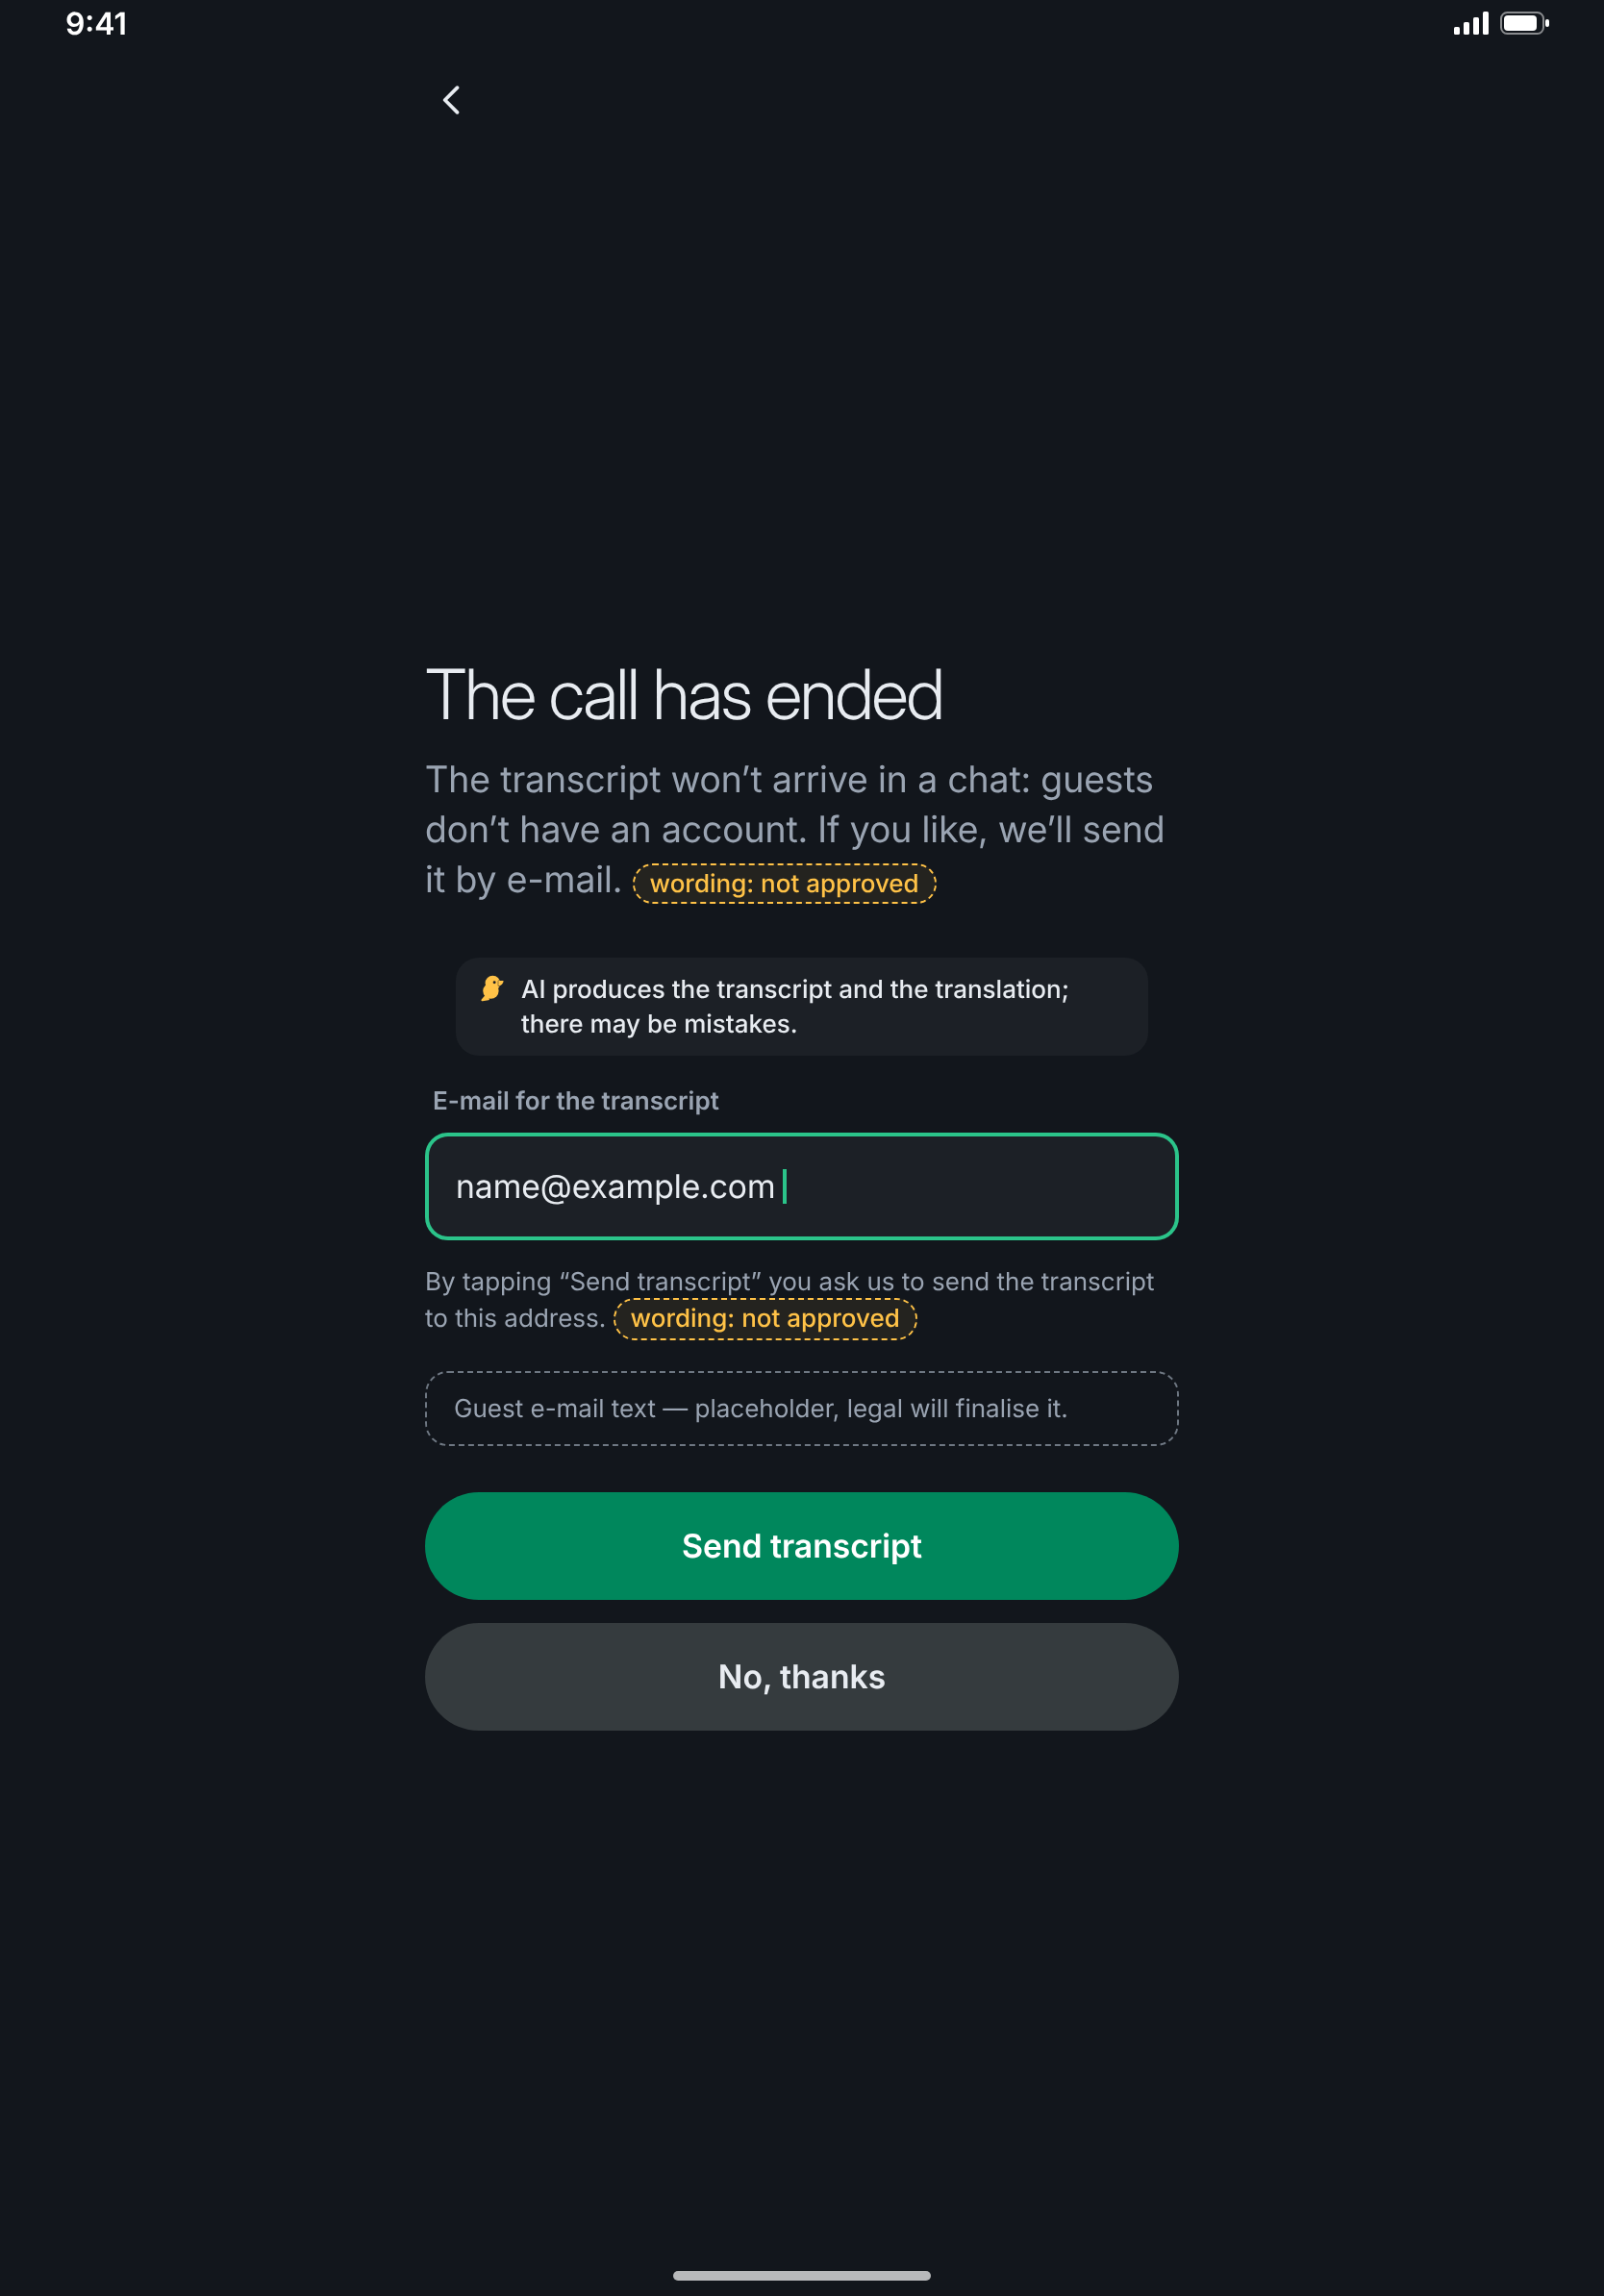 9:41
The call has ended
The transcript won’t arrive in a chat: guests
don’t have an account. If you like, we’ll send
it by e-mail. wording: not approved
AI produces the transcript and the translation;
there may be mistakes.
E-mail for the transcript
name@example.com
By tapping “Send transcript” you ask us to send the transcript
to this address. wording: not approved
Guest e-mail text — placeholder, legal will finalise it.
Send transcript
No, thanks